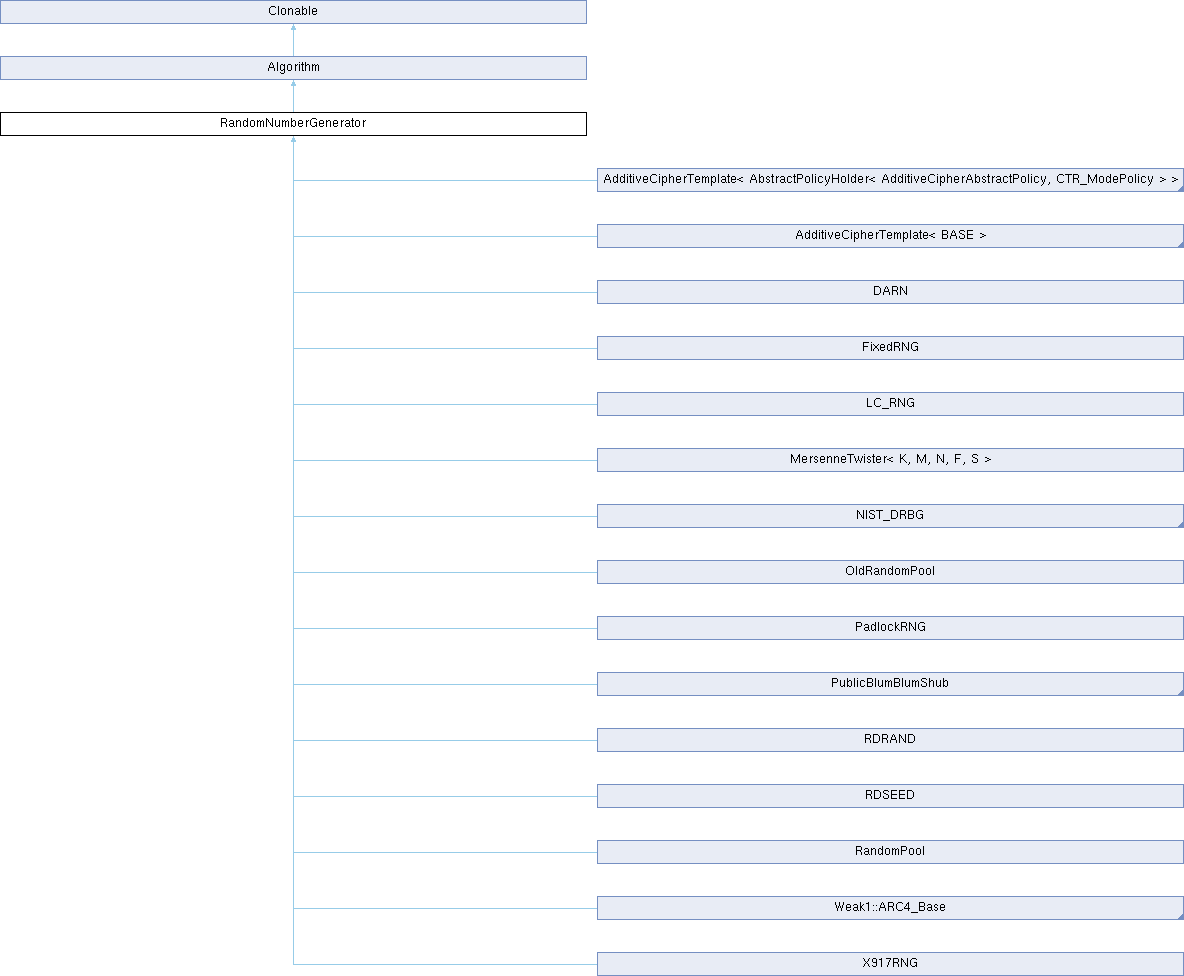 Clonable
Algorithm
RandomNumberGenerator
AdditiveCipherTemplate< AbstractPolicyHolder< AdditiveCipherAbstractPolicy, CTR_ModePolicy > >
AdditiveCipherTemplate< BASE >
DARN
FixedRNG
LC_RNG
MersenneTwister< K, M, N, F, S >
NIST_DRBG
OldRandomPool
PadlockRNG
PublicBlumBlumShub
RDRAND
RDSEED
RandomPool
Weak1::ARC4_Base
X917RNG